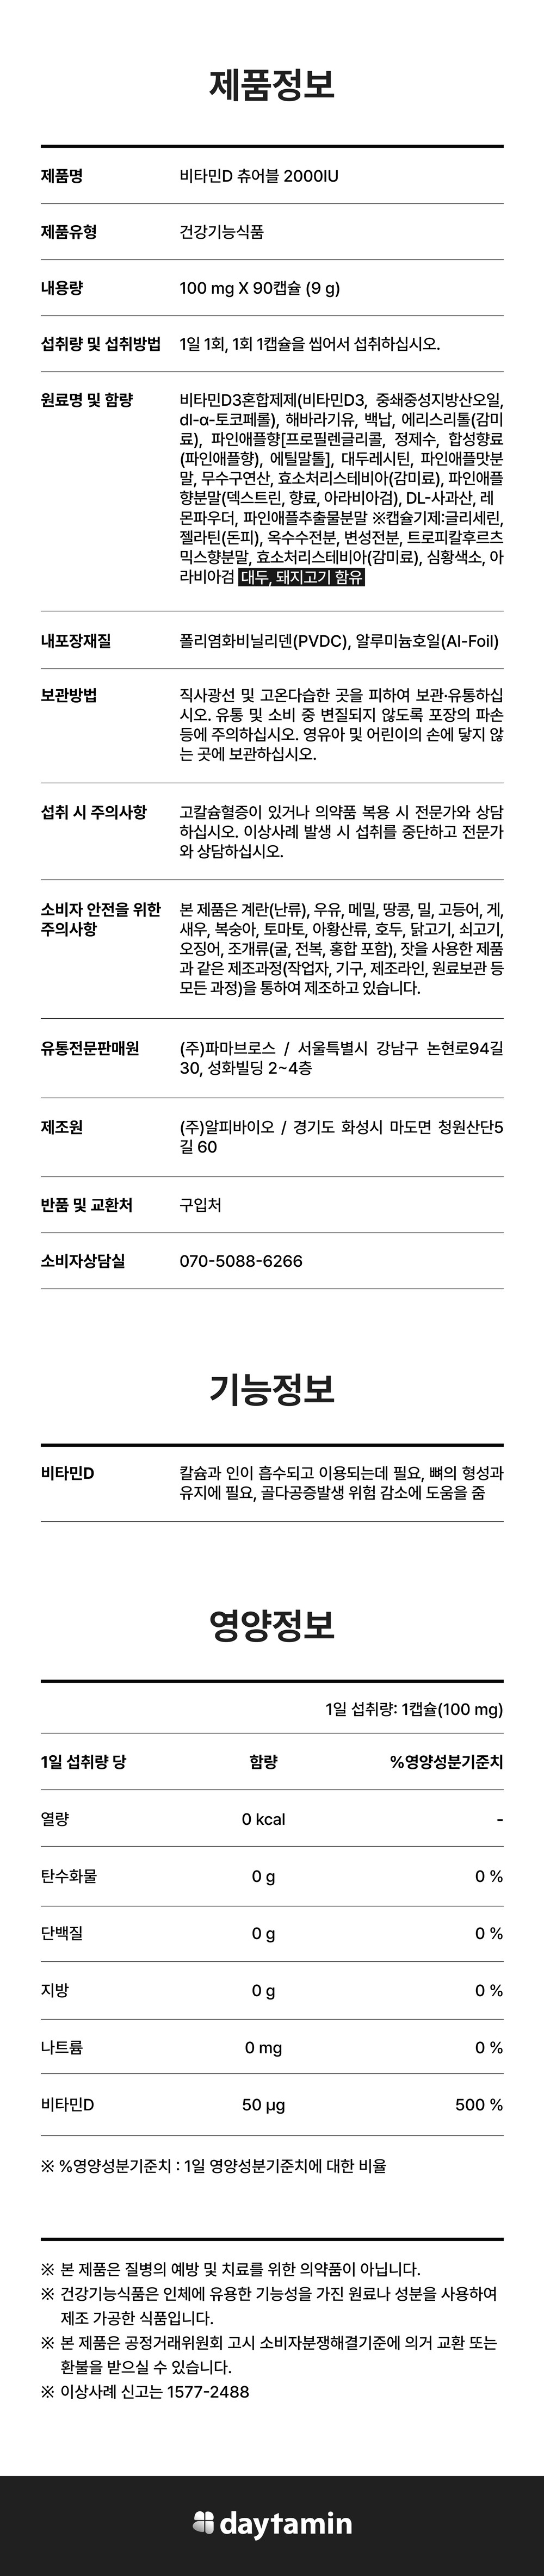 제품정보
제품명 비타민D 츄어블 2000IU
제품유형 건강기능식품
내용량 100 mg X 90캡슐 (9 g)
섭취량 및 섭취방법 1일 1회, 1회 1캡슐을 씹어서 섭취하십시오.
원료명 및 함량 비타민D3혼합제제(비타민D3, 중쇄중성지방산오일,
dl-α-토코페롤), 해바라기유, 백납, 에리스리톨(감미
료), 파인애플향[프로필렌글리콜, 정제수, 합성향료
(파인애플향), 에틸말톨], 대두레시틴, 파인애플맛분
말, 무수구연산, 효소처리스테비아(감미료), 파인애플
향분말(덱스트린, 향료, 아라비아검), DL-사과산, 레
몬파우더, 파인애플추출물분말 ※캡슐기제:글리세린,
젤라틴(돈피), 옥수수전분, 변성전분, 트로피칼후르츠
믹스향분말, 효소처리스테비아(감미료), 심황색소, 아
라비아검 대두, 돼지고기 함유
내포장재질 폴리염화비닐리덴(PVDC), 알루미늄호일(Al-Foil)
보관방법 직사광선 및 고온다습한 곳을 피하여 보관·유통하십
시오. 유통 및 소비 중 변질되지 않도록 포장의 파손
등에 주의하십시오. 영유아 및 어린이의 손에 닿지 않
는 곳에 보관하십시오.
섭취 시 주의사항 고칼슘혈증이 있거나 의약품 복용 시 전문가와 상담
하십시오. 이상사례 발생 시 섭취를 중단하고 전문가
와 상담하십시오.
소비자 안전을 위한 본 제품은 계란(난류), 우유, 메밀, 땅콩, 밀, 고등어, 게,
주의사항 새우, 복숭아, 토마토, 아황산류, 호두, 닭고기, 쇠고기,
오징어, 조개류(굴, 전복, 홍합 포함), 잣을 사용한 제품
과 같은 제조과정(작업자, 기구, 제조라인, 원료보관 등
모든 과정)을 통하여 제조하고 있습니다.
유통전문판매원 (주)파마브로스 / 서울특별시 강남구 논현로94길
30, 성화빌딩 2~4층
제조원 (주)알피바이오 / 경기도 화성시 마도면 청원산단5
길 60
반품 및 교환처 구입처
소비자상담실 070-5088-6266
기능정보
비타민D 칼슘과 인이 흡수되고 이용되는데 필요, 뼈의 형성과
유지에 필요, 골다공증발생 위험 감소에 도움을 줌
영양정보
1일 섭취량: 1캡슐(100 mg)
1일 섭취량 당 함량 %영양성분기준치
열량 0 kcal -
탄수화물 0 g 0 %
단백질 0 g 0 %
지방 0 g 0 %
나트륨 0 mg 0 %
비타민D 50 μg 500 %
※ %영양성분기준치 : 1일 영양성분기준치에 대한 비율
※ 본 제품은 질병의 예방 및 치료를 위한 의약품이 아닙니다.
※ 건강기능식품은 인체에 유용한 기능성을 가진 원료나 성분을 사용하여
제조 가공한 식품입니다.
※ 본 제품은 공정거래위원회 고시 소비자분쟁해결기준에 의거 교환 또는
환불을 받으실 수 있습니다.
※ 이상사례 신고는 1577-2488
daytamin